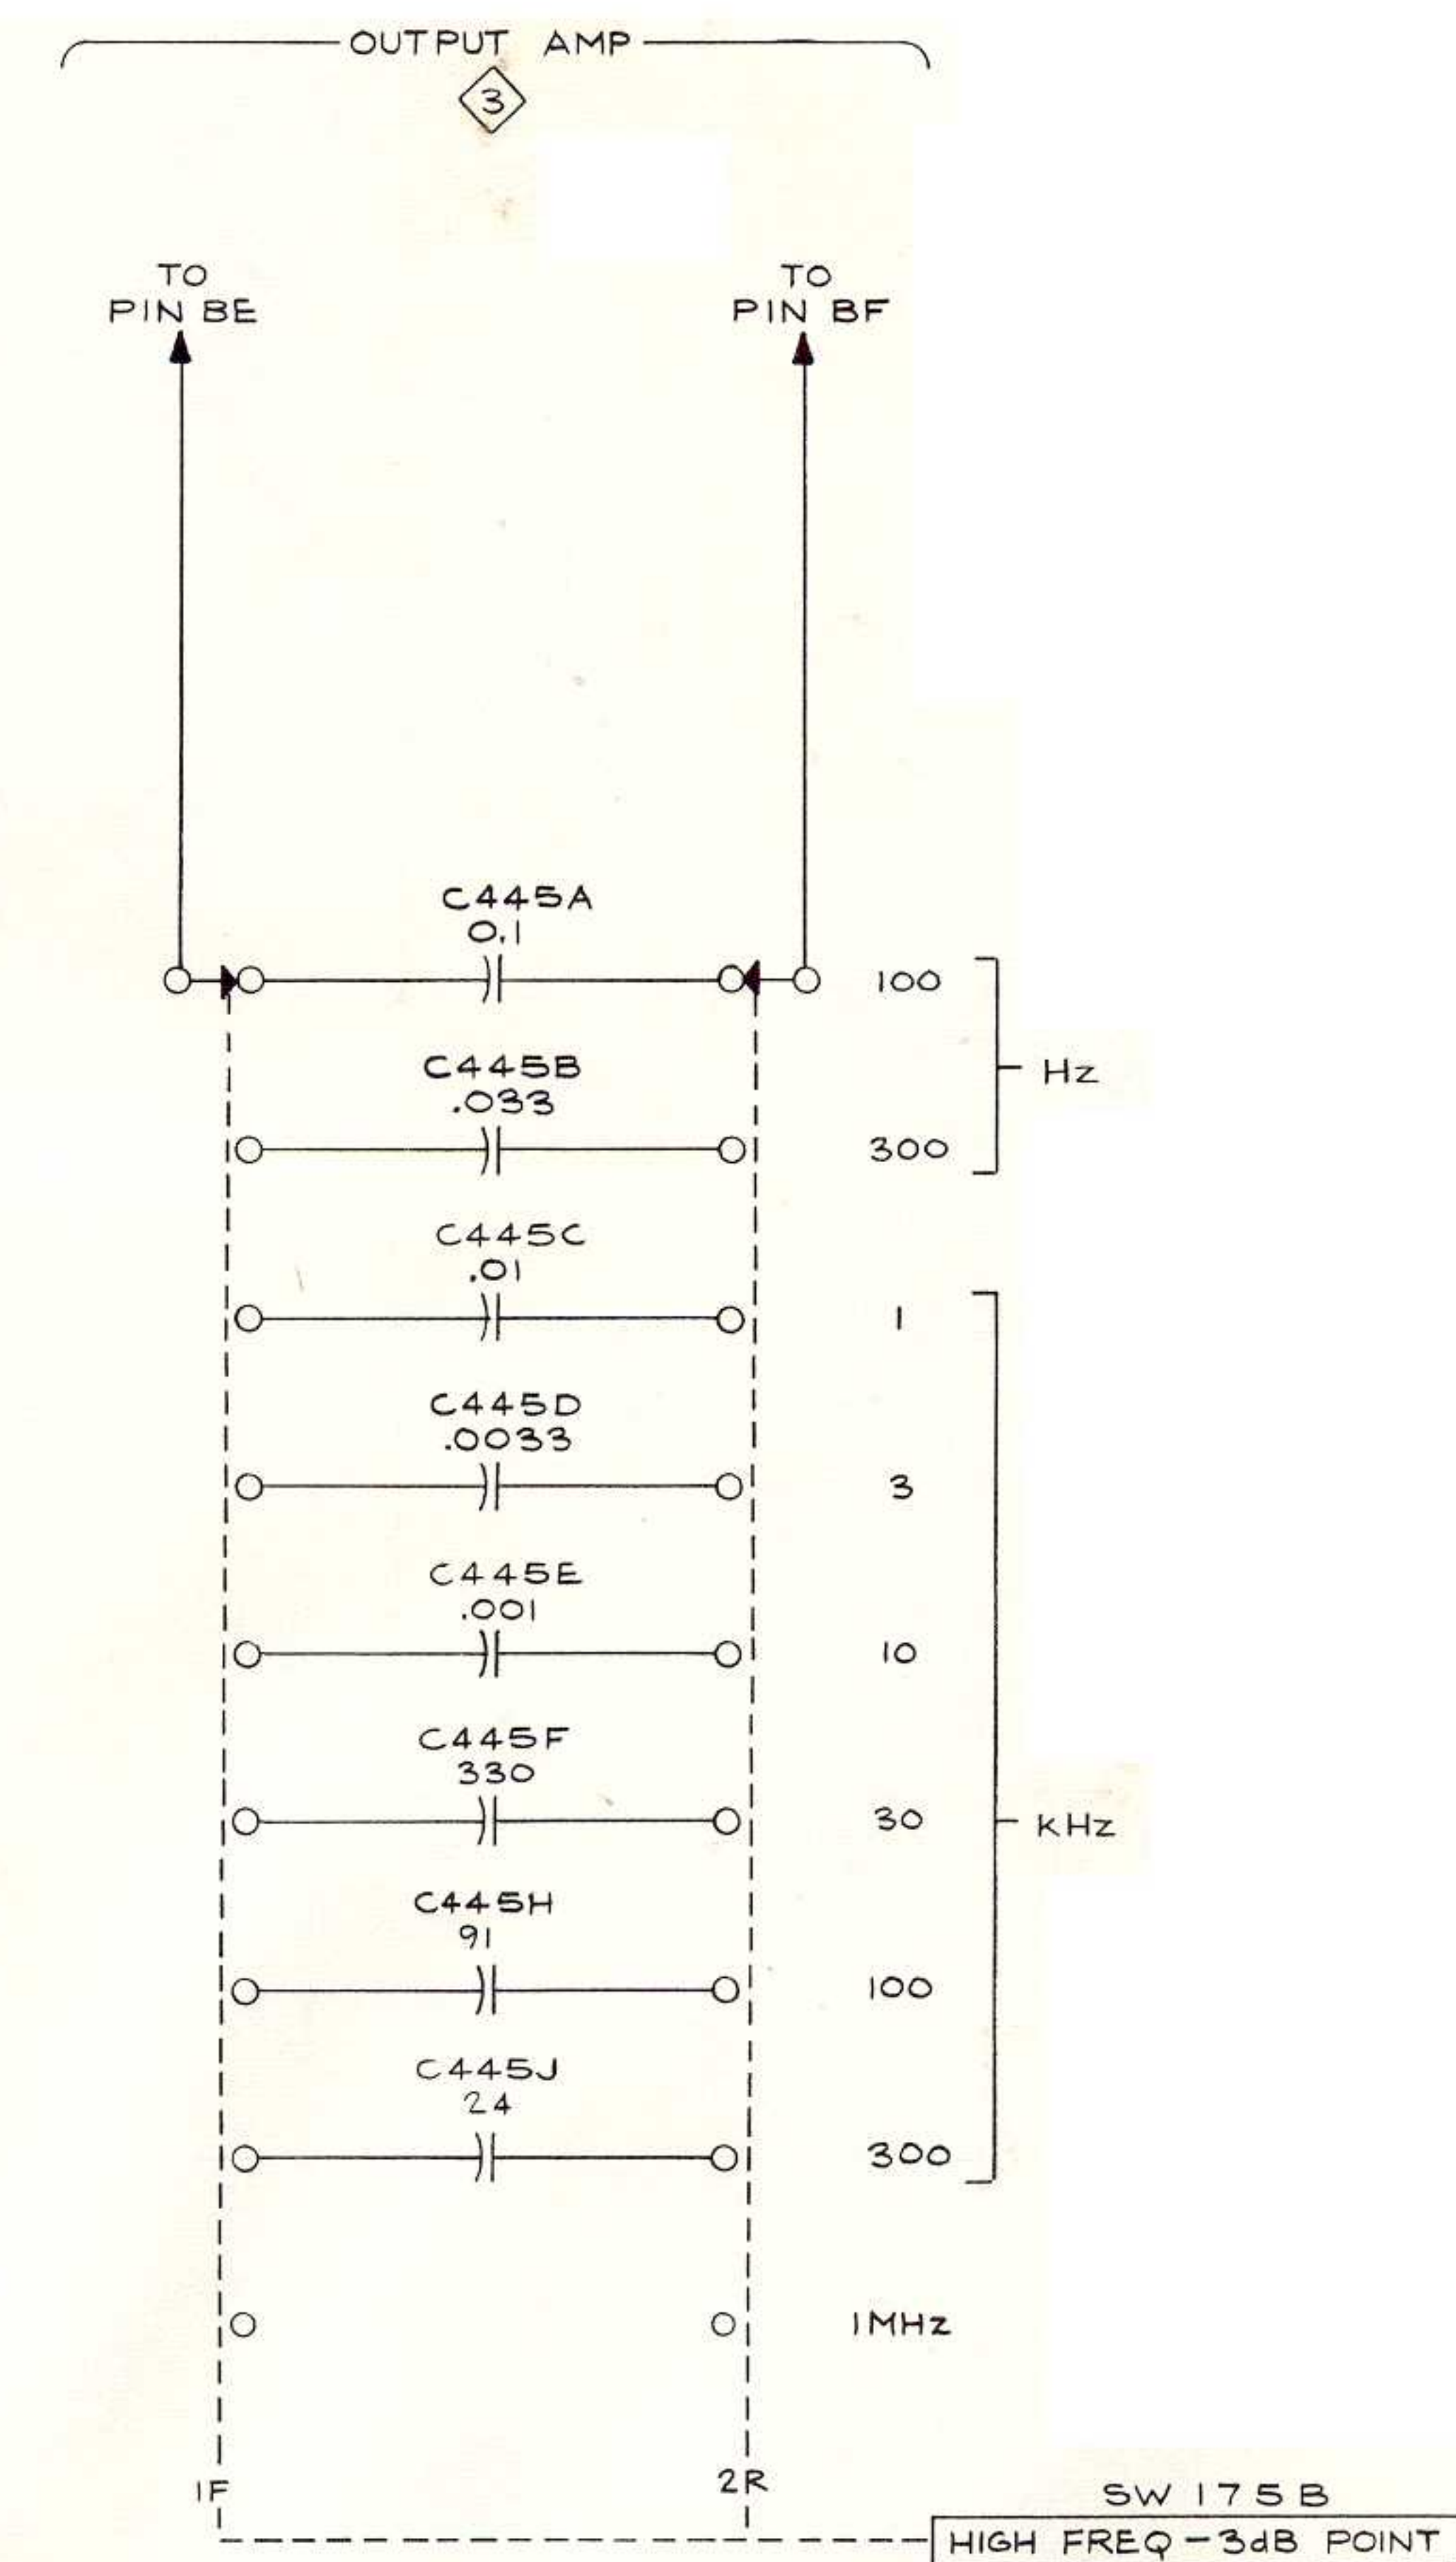 OUTPUT AMP
3
TO
PIN BE
TO
PIN BF
C445A
0.1
100
C445B
.033
Hz
300
C445C
.01
1
C445D
.0033
3
C445E
.001
10
C445F
330
30
KHz
C445H
91
100
C445J
24
300
1MHz
1F
2R
SW 175B
HIGH FREQ-3dB POINT